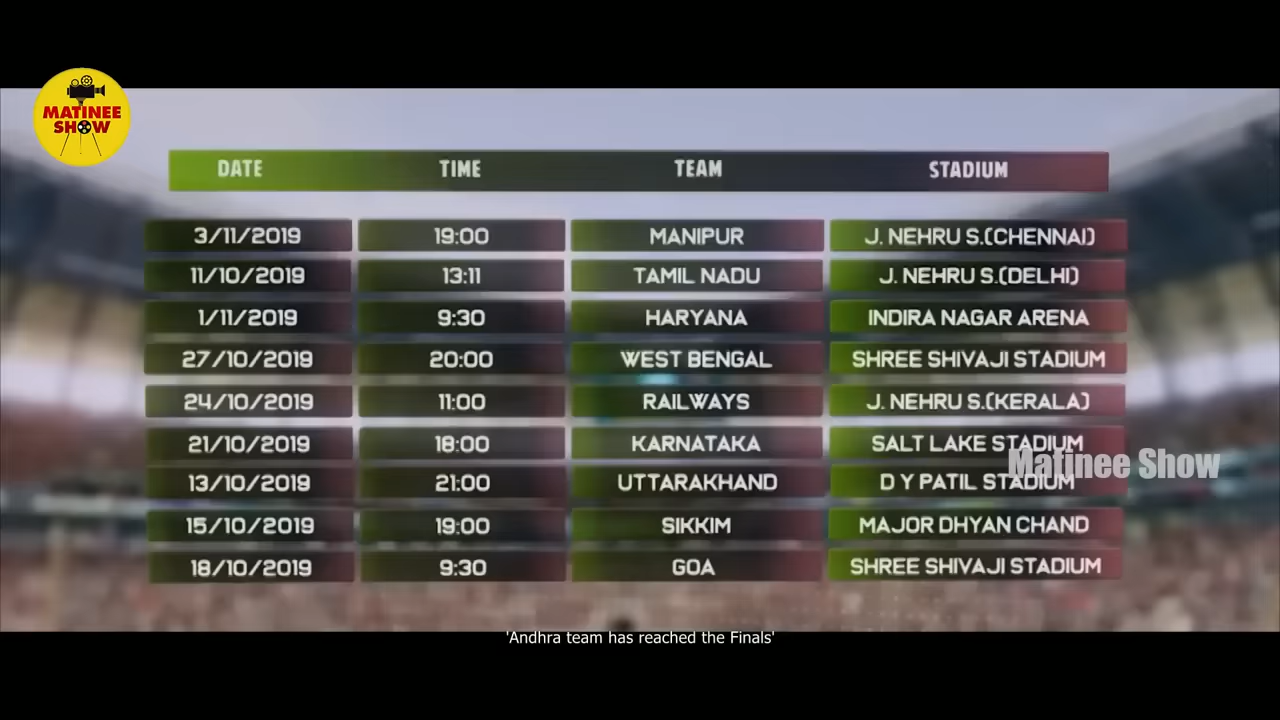 MATINEE
SHOW
DATE TIME TEAM STADIUM
3/11/2019 19:00 MANIPUR J. NEHRU S.(CHENNAI)
11/10/2019 13:11 TAMIL NADU J. NEHRU S.(DELHI)
1/11/2019 9:30 HARYANA INDIRA NAGAR ARENA
27/10/2019 20:00 WEST BENGAL SHREE SHIVAJI STADIUM
24/10/2019 11:00 RAILWAYS J. NEHRU S.(KERALA)
21/10/2019 18:00 KARNATAKA SALT LAKE STADIUM
Matinee Show
13/10/2019 21:00 UTTARAKHAND D Y PATIL STADIUM
15/10/2019 19:00 SIKKIM MAJOR DHYAN CHAND
18/10/2019 9:30 GOA SHREE SHIVAJI STADIUM
'Andhra team has reached the Finals'